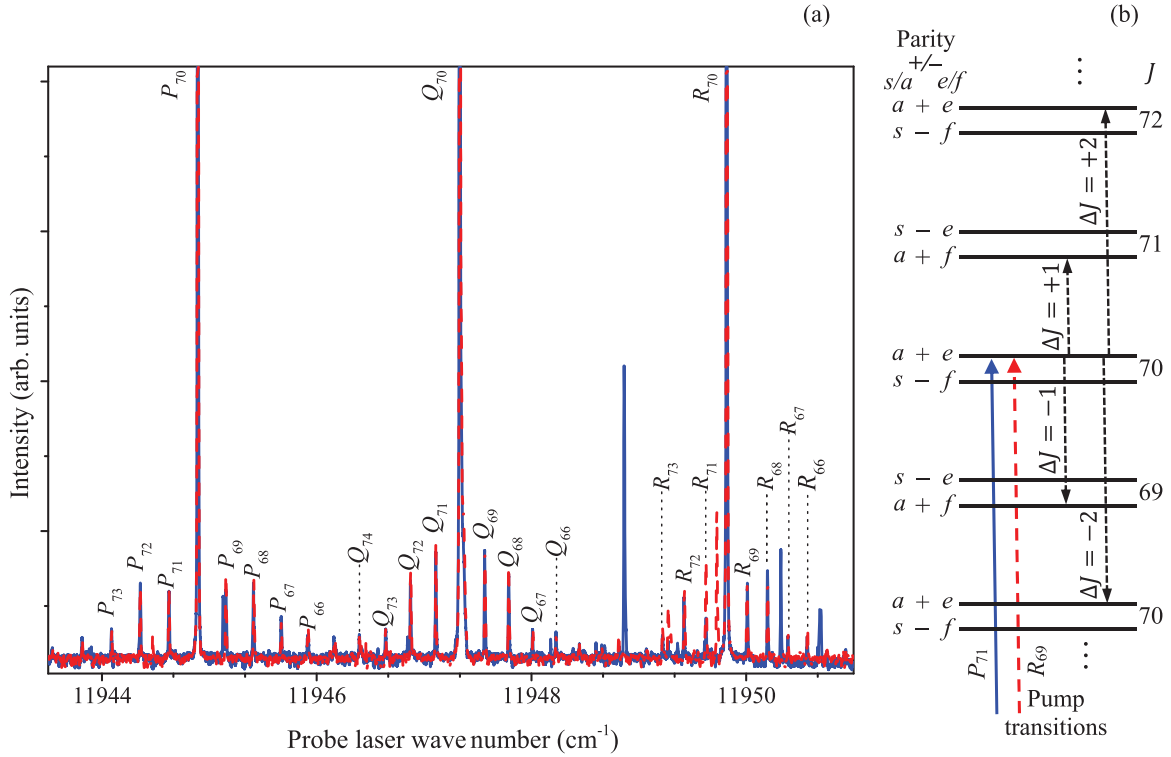 (a)
Intensity (arb. units)
P70
Q70
R70
P73
P72
P71
P69
P68
P67
P66
Q74
Q73
Q72
Q71
Q69
Q68
Q67
Q66
R73
R72
R71
R69
R68
R67
R66
11944
11946
11948
11950
Probe laser wave number (cm-1)
(b)
Parity
+/−
s/a e/f
J
a + e
72
s − f
ΔJ = +2
s − e
71
a + f
ΔJ = +1
a + e
70
s − f
ΔJ = −1
s − e
69
a + f
ΔJ = −2
a + e
70
s − f
P71
R69
Pump
transitions